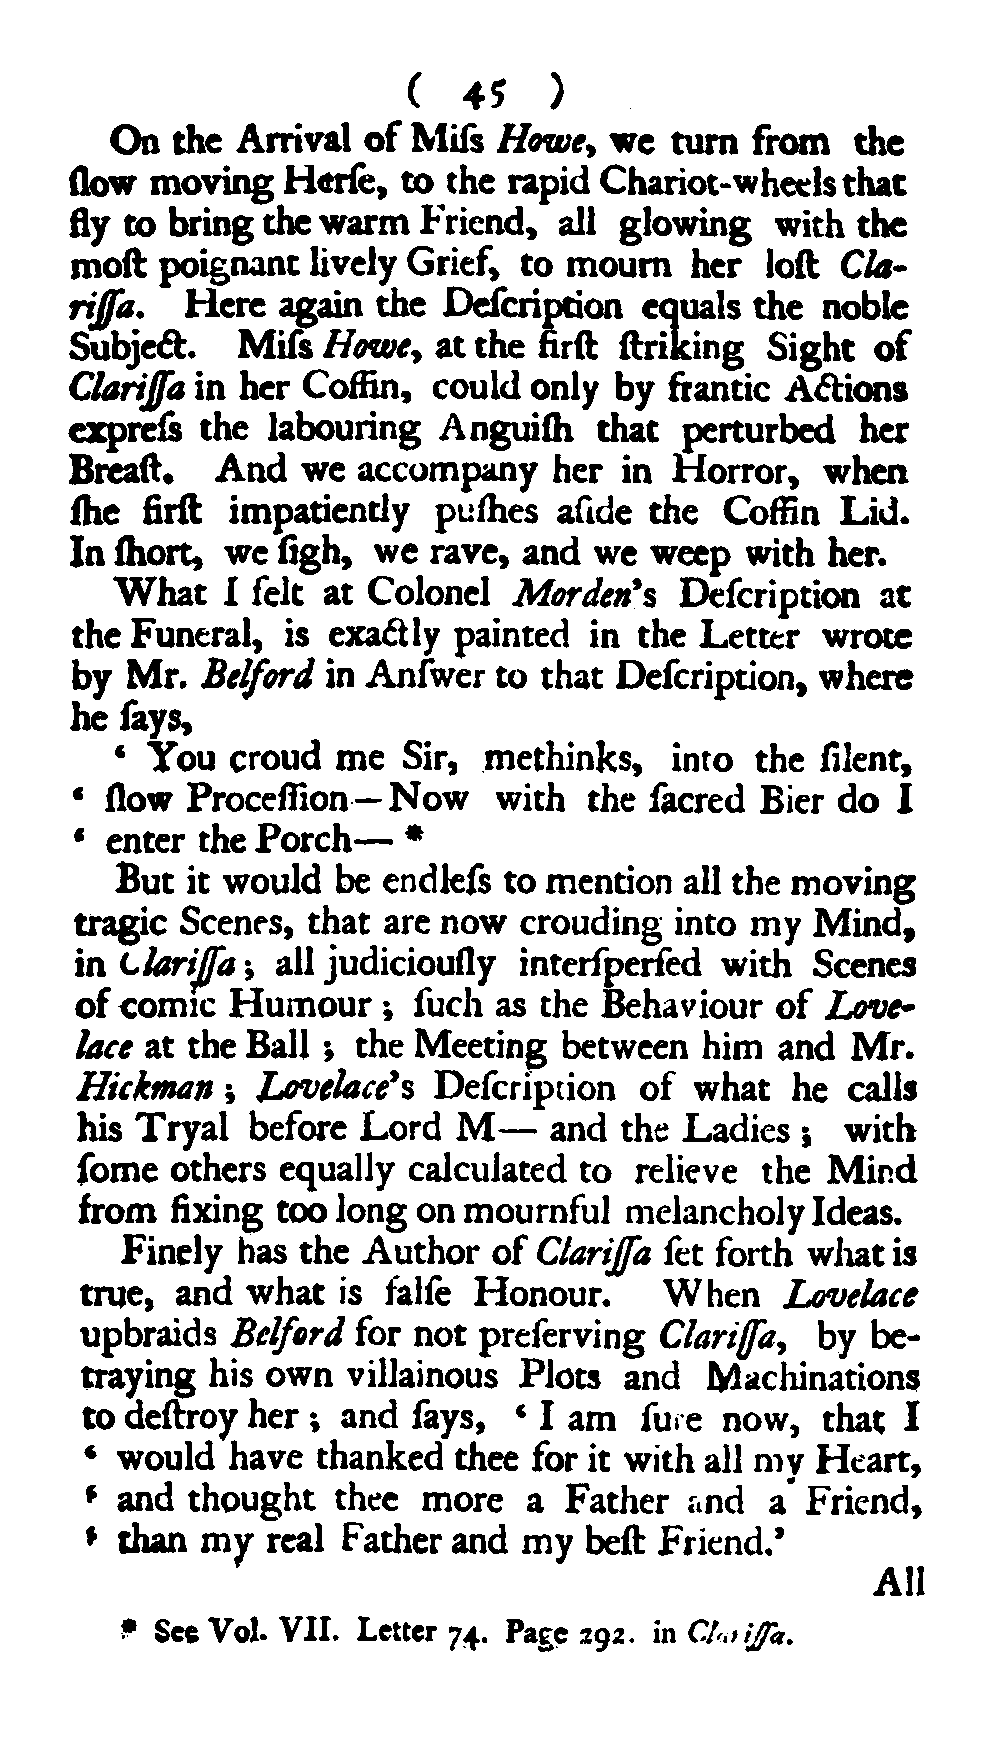 ( 45 )
On the Arrival of Miſs Howe, we turn from the
ſlow moving Herſe, to the rapid Chariot-wheels that
fly to bring the warm Friend, all glowing with the
moſt poignant lively Grief, to mourn her loſt Cla-
riſſa. Here again the Deſcription equals the noble
Subject. Miſs Howe, at the firſt ſtriking Sight of
Clariſſa in her Coffin, could only by frantic Actions
expreſs the labouring Anguiſh that perturbed her
Breaſt. And we accompany her in Horror, when
ſhe firſt impatiently puſhes aſide the Coffin Lid.
In ſhort, we ſigh, we rave, and we weep with her.
What I felt at Colonel Morden's Deſcription at
the Funeral, is exactly painted in the Letter wrote
by Mr. Belford in Anſwer to that Deſcription, where
he ſays,
‘ You croud me Sir, methinks, into the ſilent,
‘ ſlow Proceſſion—Now with the ſacred Bier do I
‘ enter the Porch— *
But it would be endleſs to mention all the moving
tragic Scenes, that are now crouding into my Mind,
in Clariſſa; all judiciouſly interſperſed with Scenes
of comic Humour; ſuch as the Behaviour of Love-
lace at the Ball; the Meeting between him and Mr.
Hickman; Lovelace's Deſcription of what he calls
his Tryal before Lord M— and the Ladies; with
ſome others equally calculated to relieve the Mind
from fixing too long on mournful melancholy Ideas.
Finely has the Author of Clariſſa ſet forth what is
true, and what is falſe Honour. When Lovelace
upbraids Belford for not preſerving Clariſſa, by be-
traying his own villainous Plots and Machinations
to deſtroy her; and ſays, ‘ I am ſure now, that I
‘ would have thanked thee for it with all my Heart,
‘ and thought thee more a Father and a Friend,
‘ than my real Father and my beſt Friend.’
All
* See Vol. VII. Letter 74. Page 292. in Clariſſa.